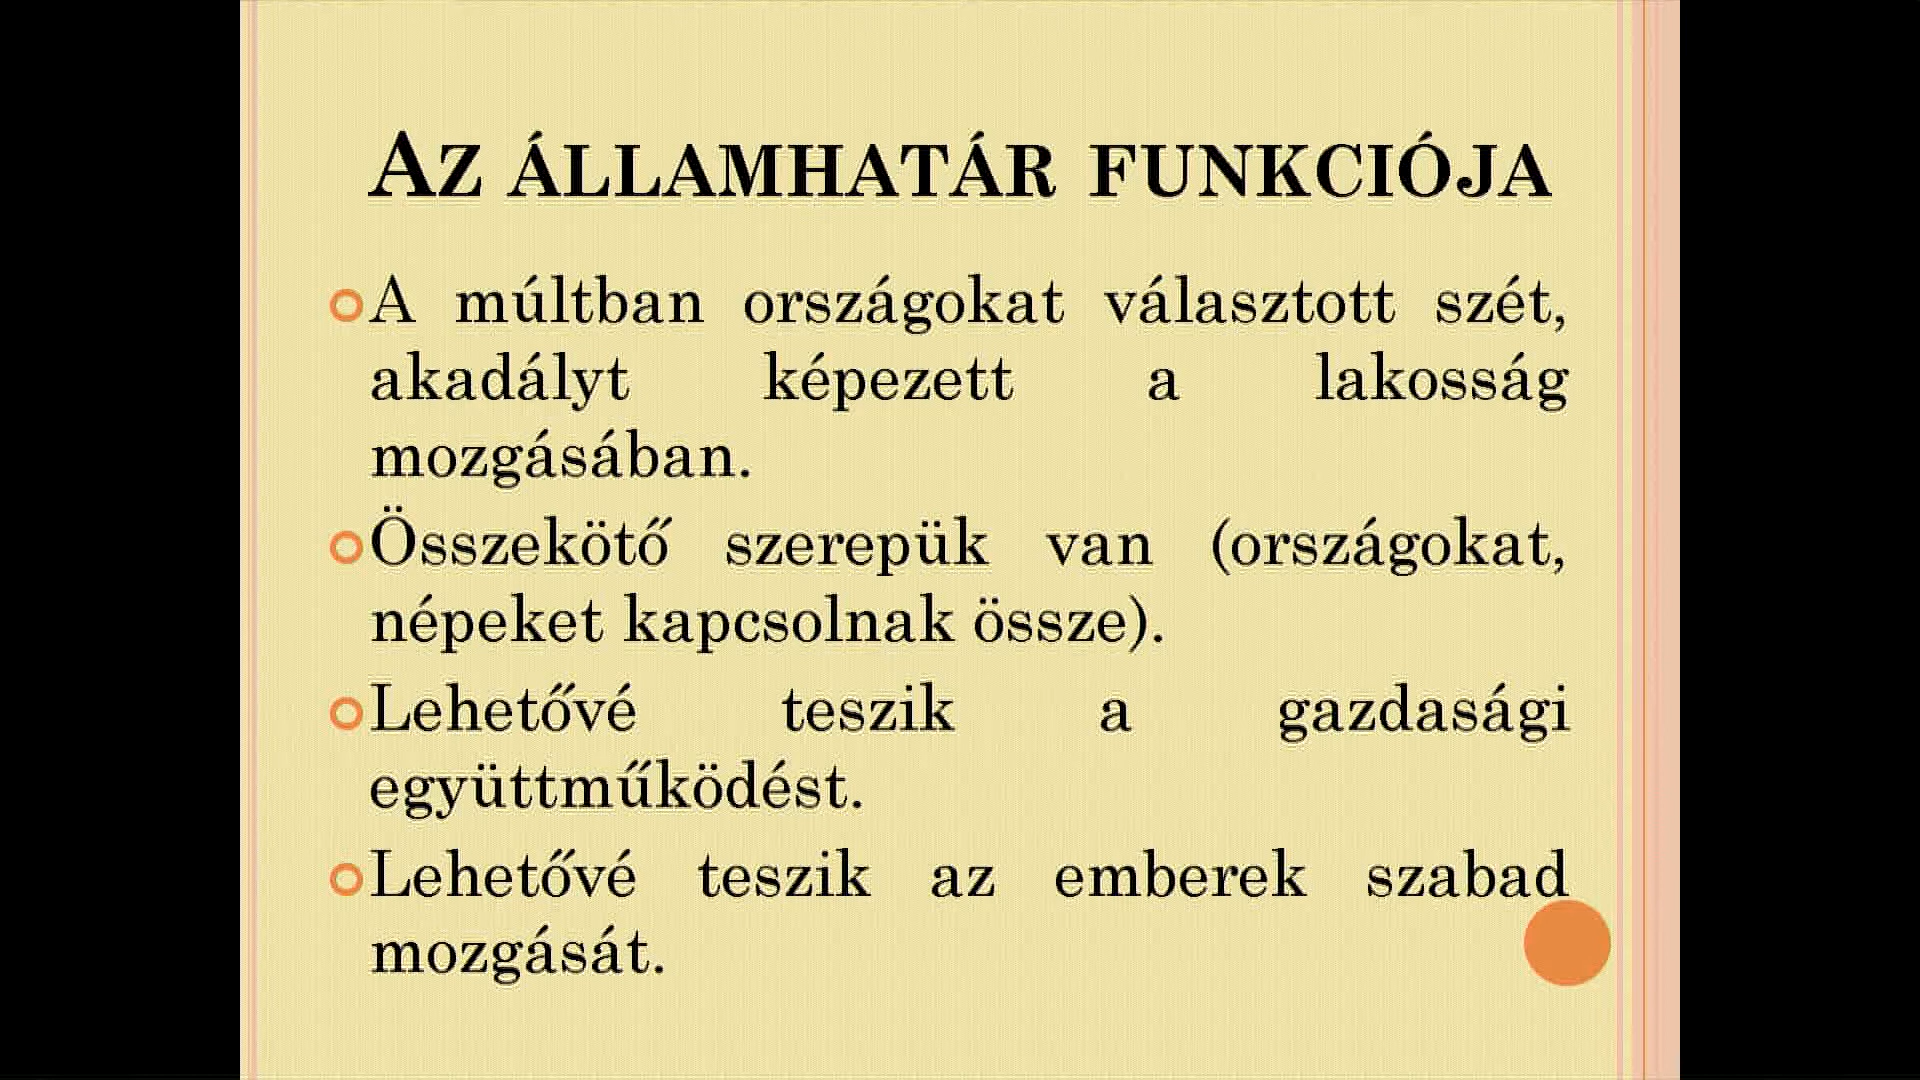 Az államhatár funkciója
A múltban országokat választott szét,
akadályt képezett a lakosság
mozgásában.
Összekötő szerepük van (országokat,
népeket kapcsolnak össze).
Lehetővé teszik a gazdasági
együttműködést.
Lehetővé teszik az emberek szabad
mozgását.